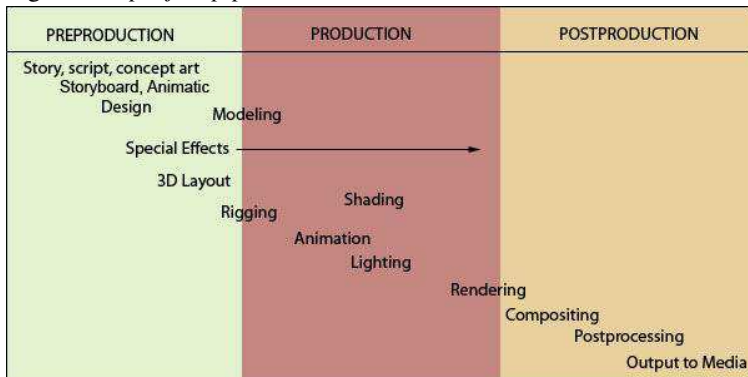 PREPRODUCTION
PRODUCTION
POSTPRODUCTION
Story, script, concept art
Storyboard, Animatic
Design
Modeling
Special Effects
3D Layout
Shading
Rigging
Animation
Lighting
Rendering
Compositing
Postprocessing
Output to Media